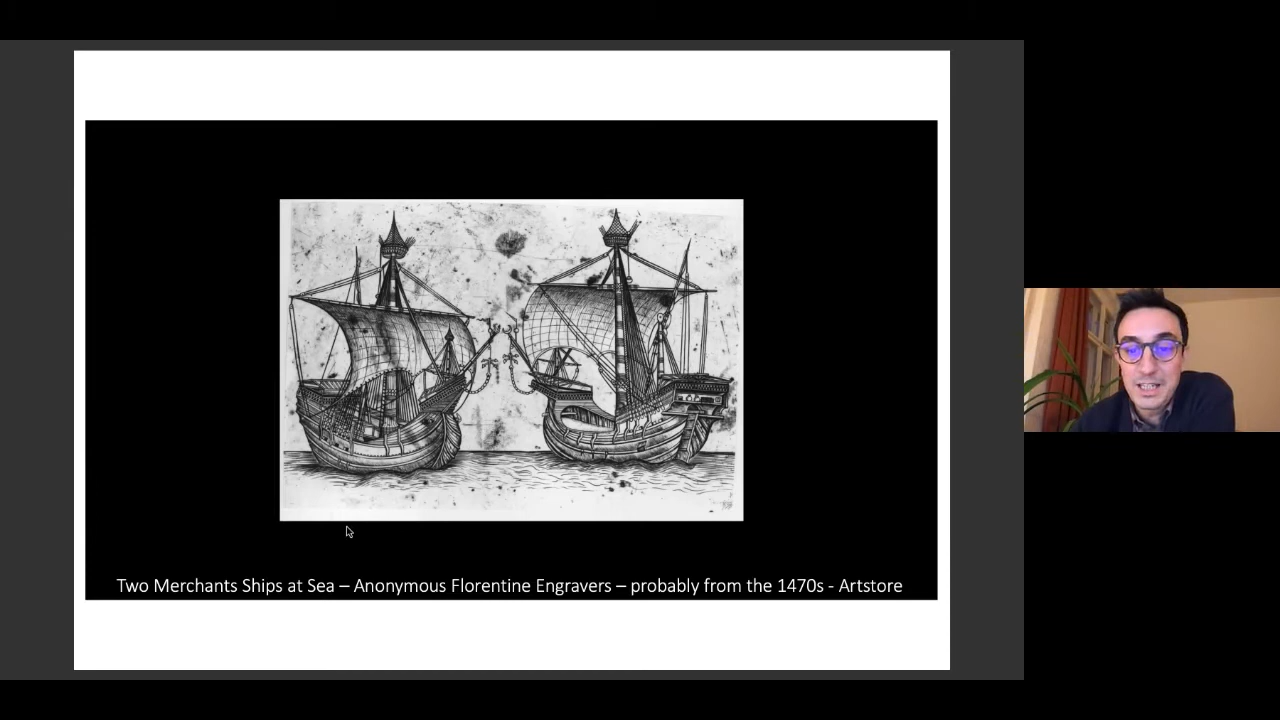 Two Merchants Ships at Sea – Anonymous Florentine Engravers – probably from the 1470s - Artstore